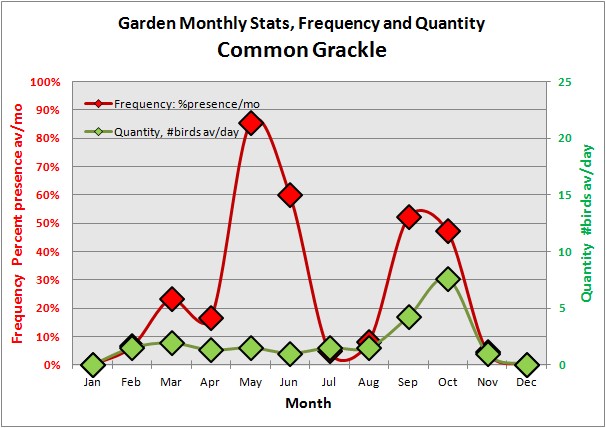 Garden Monthly Stats, Frequency and Quantity
Common Grackle
100%
90%
80%
70%
60%
50%
40%
30%
20%
10%
0%
Frequency Percent presence av/mo
Frequency: %presence/mo
Quantity, #birds av/day
25
20
15
10
5
0
Quantity #birds av/day
Jan Feb Mar Apr May Jun Jul Aug Sep Oct Nov Dec
Month